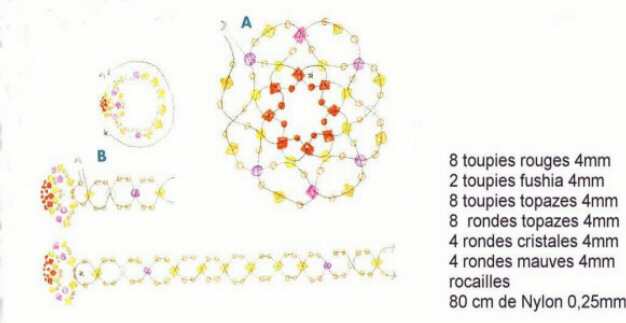 A
B
8 toupies rouges 4mm
2 toupies fushia 4mm
8 toupies topazes 4mm
8 rondes topazes 4mm
4 rondes cristales 4mm
4 rondes mauves 4mm
rocailles
80 cm de Nylon 0,25mm